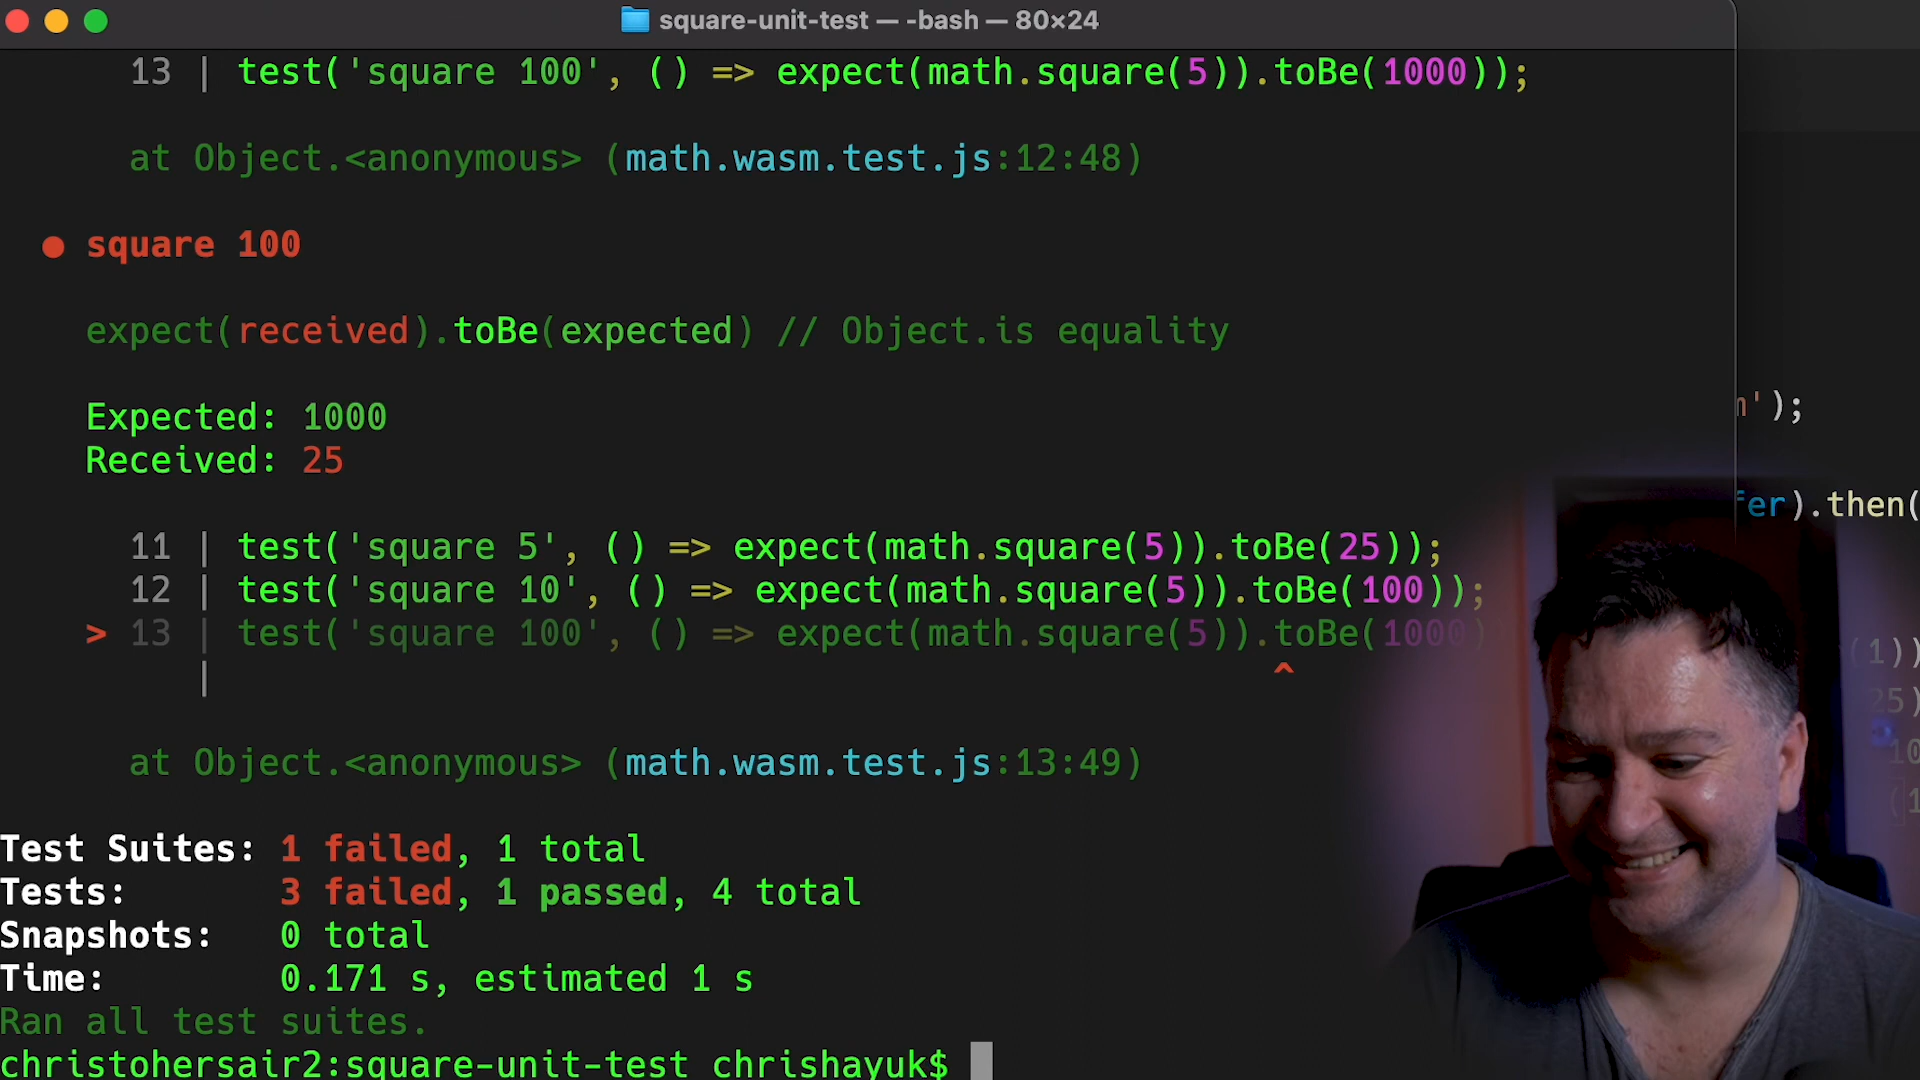 square-unit-test — -bash — 80×24
13 | test('square 100', () => expect(math.square(5)).toBe(1000));
at Object.<anonymous> (math.wasm.test.js:12:48)
● square 100
expect(received).toBe(expected) // Object.is equality
Expected: 1000
Received: 25
');
fer).then(
11 | test('square 5', () => expect(math.square(5)).toBe(25));
12 | test('square 10', () => expect(math.square(5)).toBe(100));
> 13 | test('square 100', () => expect(math.square(5)).toBe(1000)
| ^
(1))
25)
at Object.<anonymous> (math.wasm.test.js:13:49)
Test Suites: 1 failed, 1 total
Tests: 3 failed, 1 passed, 4 total
Snapshots: 0 total
Time: 0.171 s, estimated 1 s
Ran all test suites.
christohersair2:square-unit-test chrishayuk$